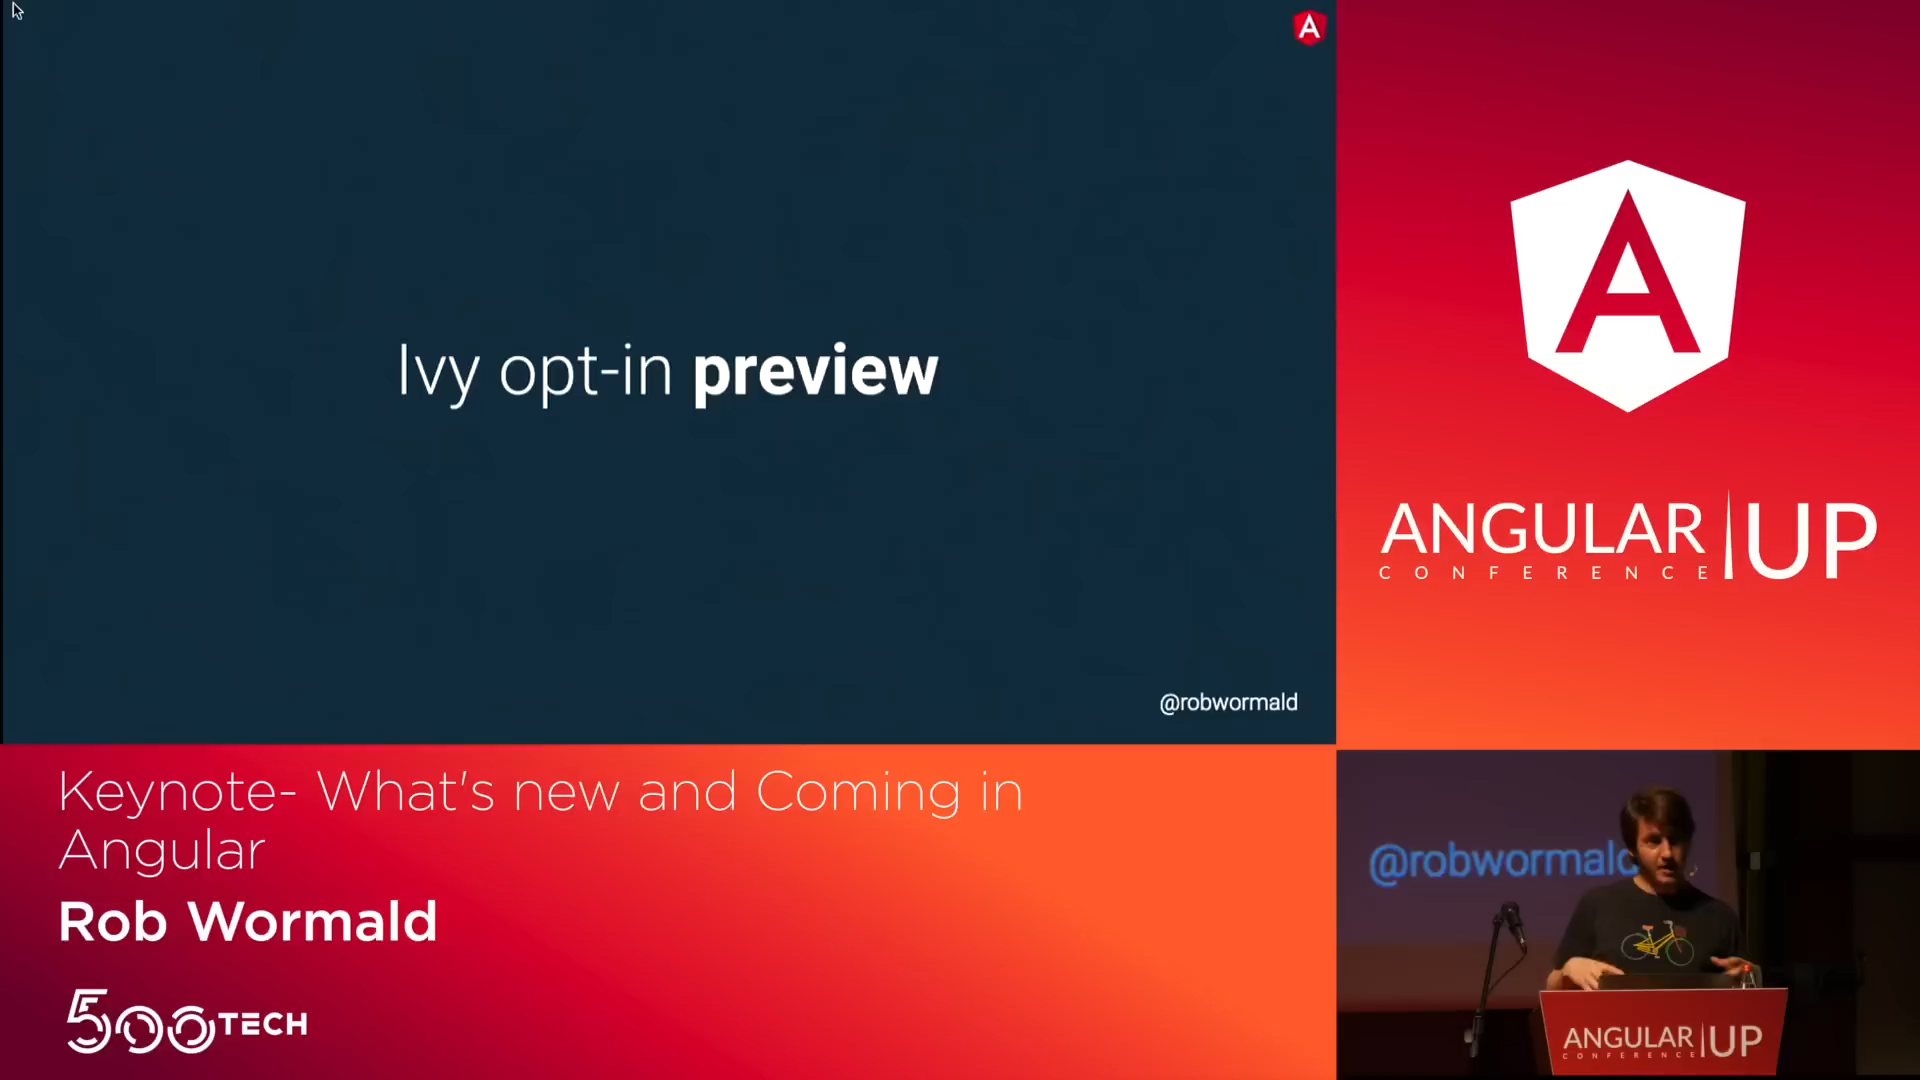 Ivy opt-in preview
@robwormald
ANGULAR UP
CONFERENCE
Keynote- What's new and Coming in
Angular
Rob Wormald
500TECH
@robwormald
ANGULAR UP
CONFERENCE